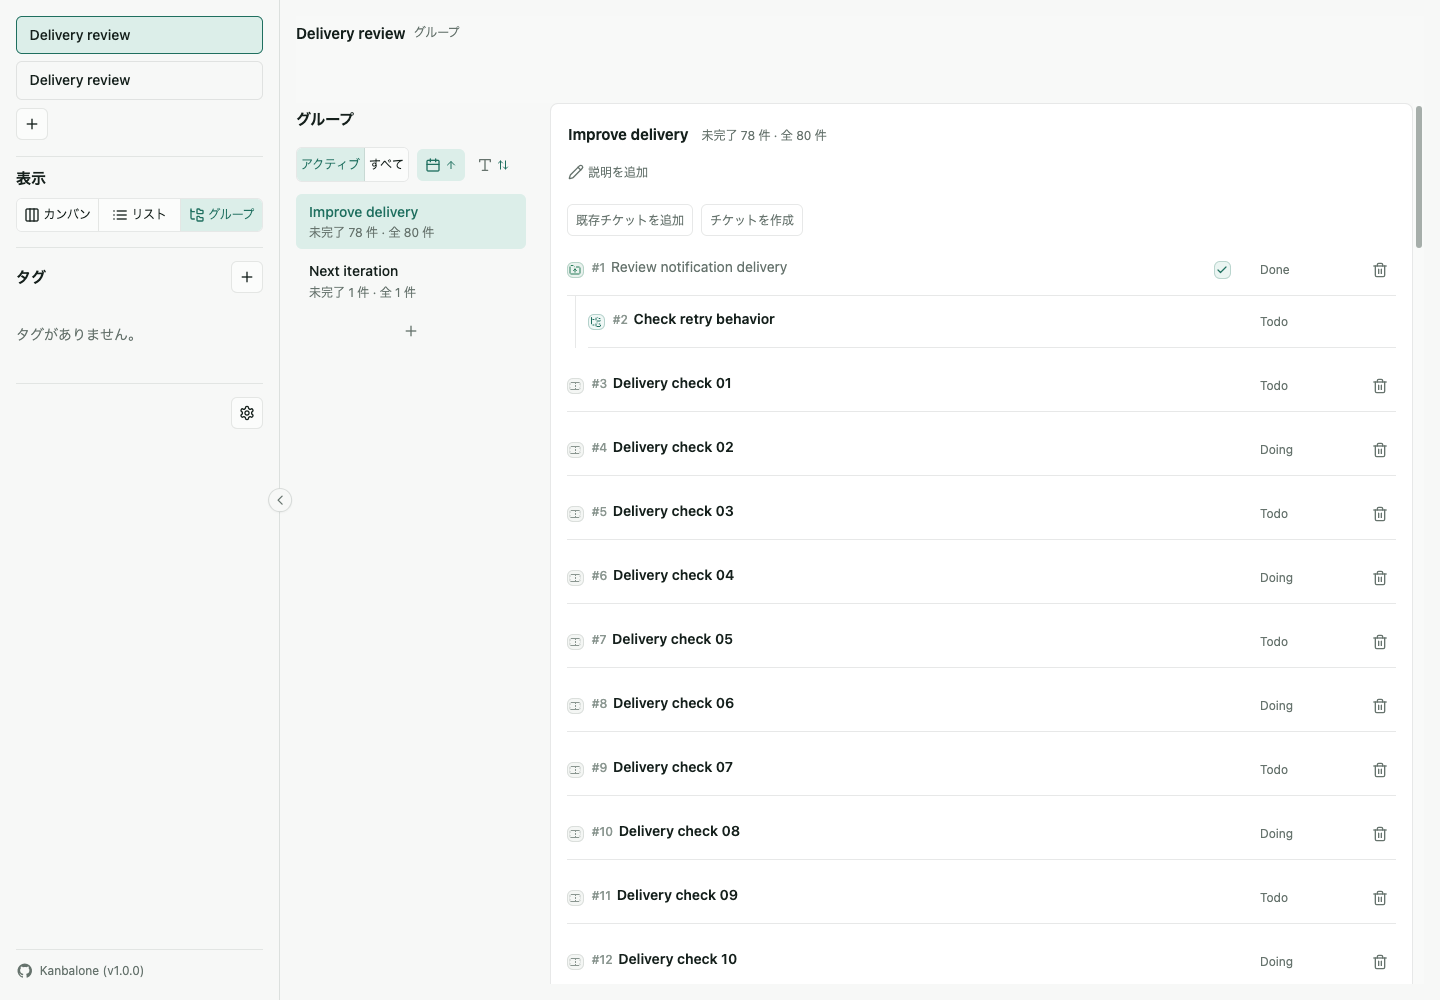 Delivery review
Delivery review
表示
カンバン
リスト
グループ
タグ
タグがありません。
Kanbalone (v1.0.0)
Delivery review グループ
グループ
アクティブ すべて
Improve delivery
未完了 78 件 · 全 80 件
Next iteration
未完了 1 件 · 全 1 件
Improve delivery 未完了 78 件 · 全 80 件
説明を追加
既存チケットを追加 チケットを作成
#1 Review notification delivery Done
#2 Check retry behavior Todo
#3 Delivery check 01 Todo
#4 Delivery check 02 Doing
#5 Delivery check 03 Todo
#6 Delivery check 04 Doing
#7 Delivery check 05 Todo
#8 Delivery check 06 Doing
#9 Delivery check 07 Todo
#10 Delivery check 08 Doing
#11 Delivery check 09 Todo
#12 Delivery check 10 Doing